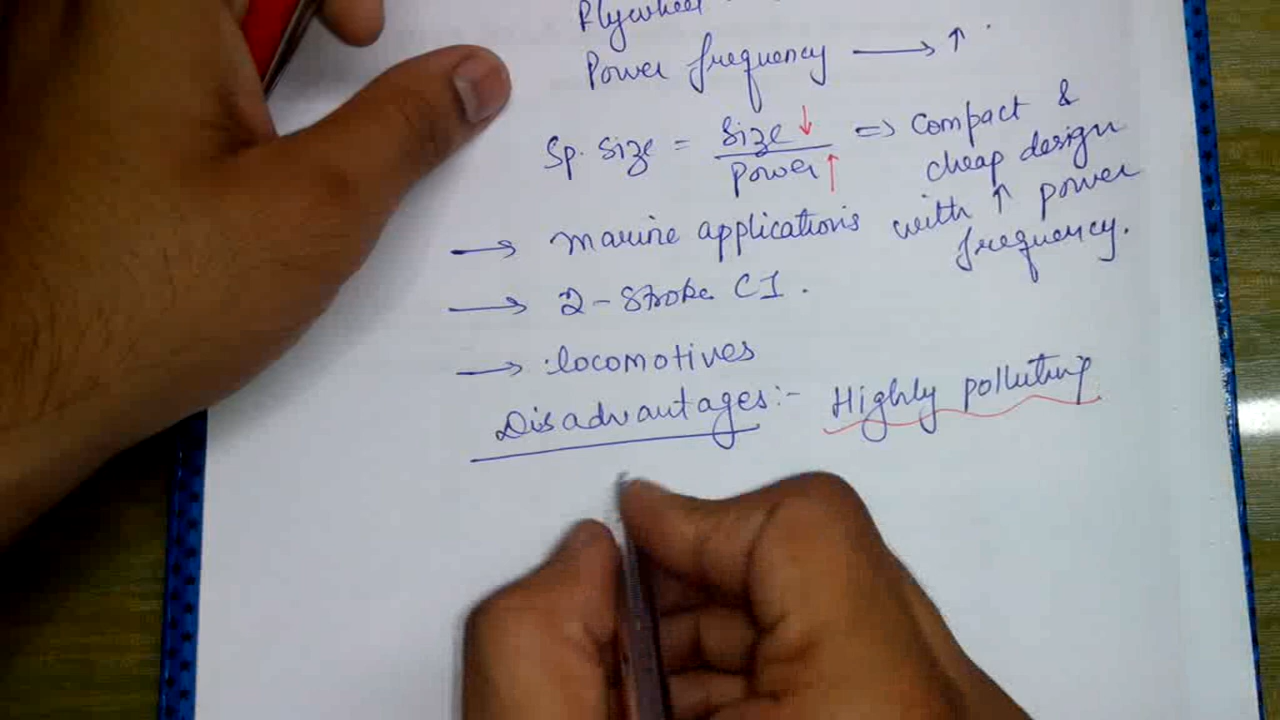 Flywheel
Power frequency → ↑
Sp. Size = Size ↓ / Power ↑ => Compact & cheap design with ↑ power frequency.
→ Marine applications
→ 2-Stroke CI.
→ locomotives
Disadvantages:- Highly polluting